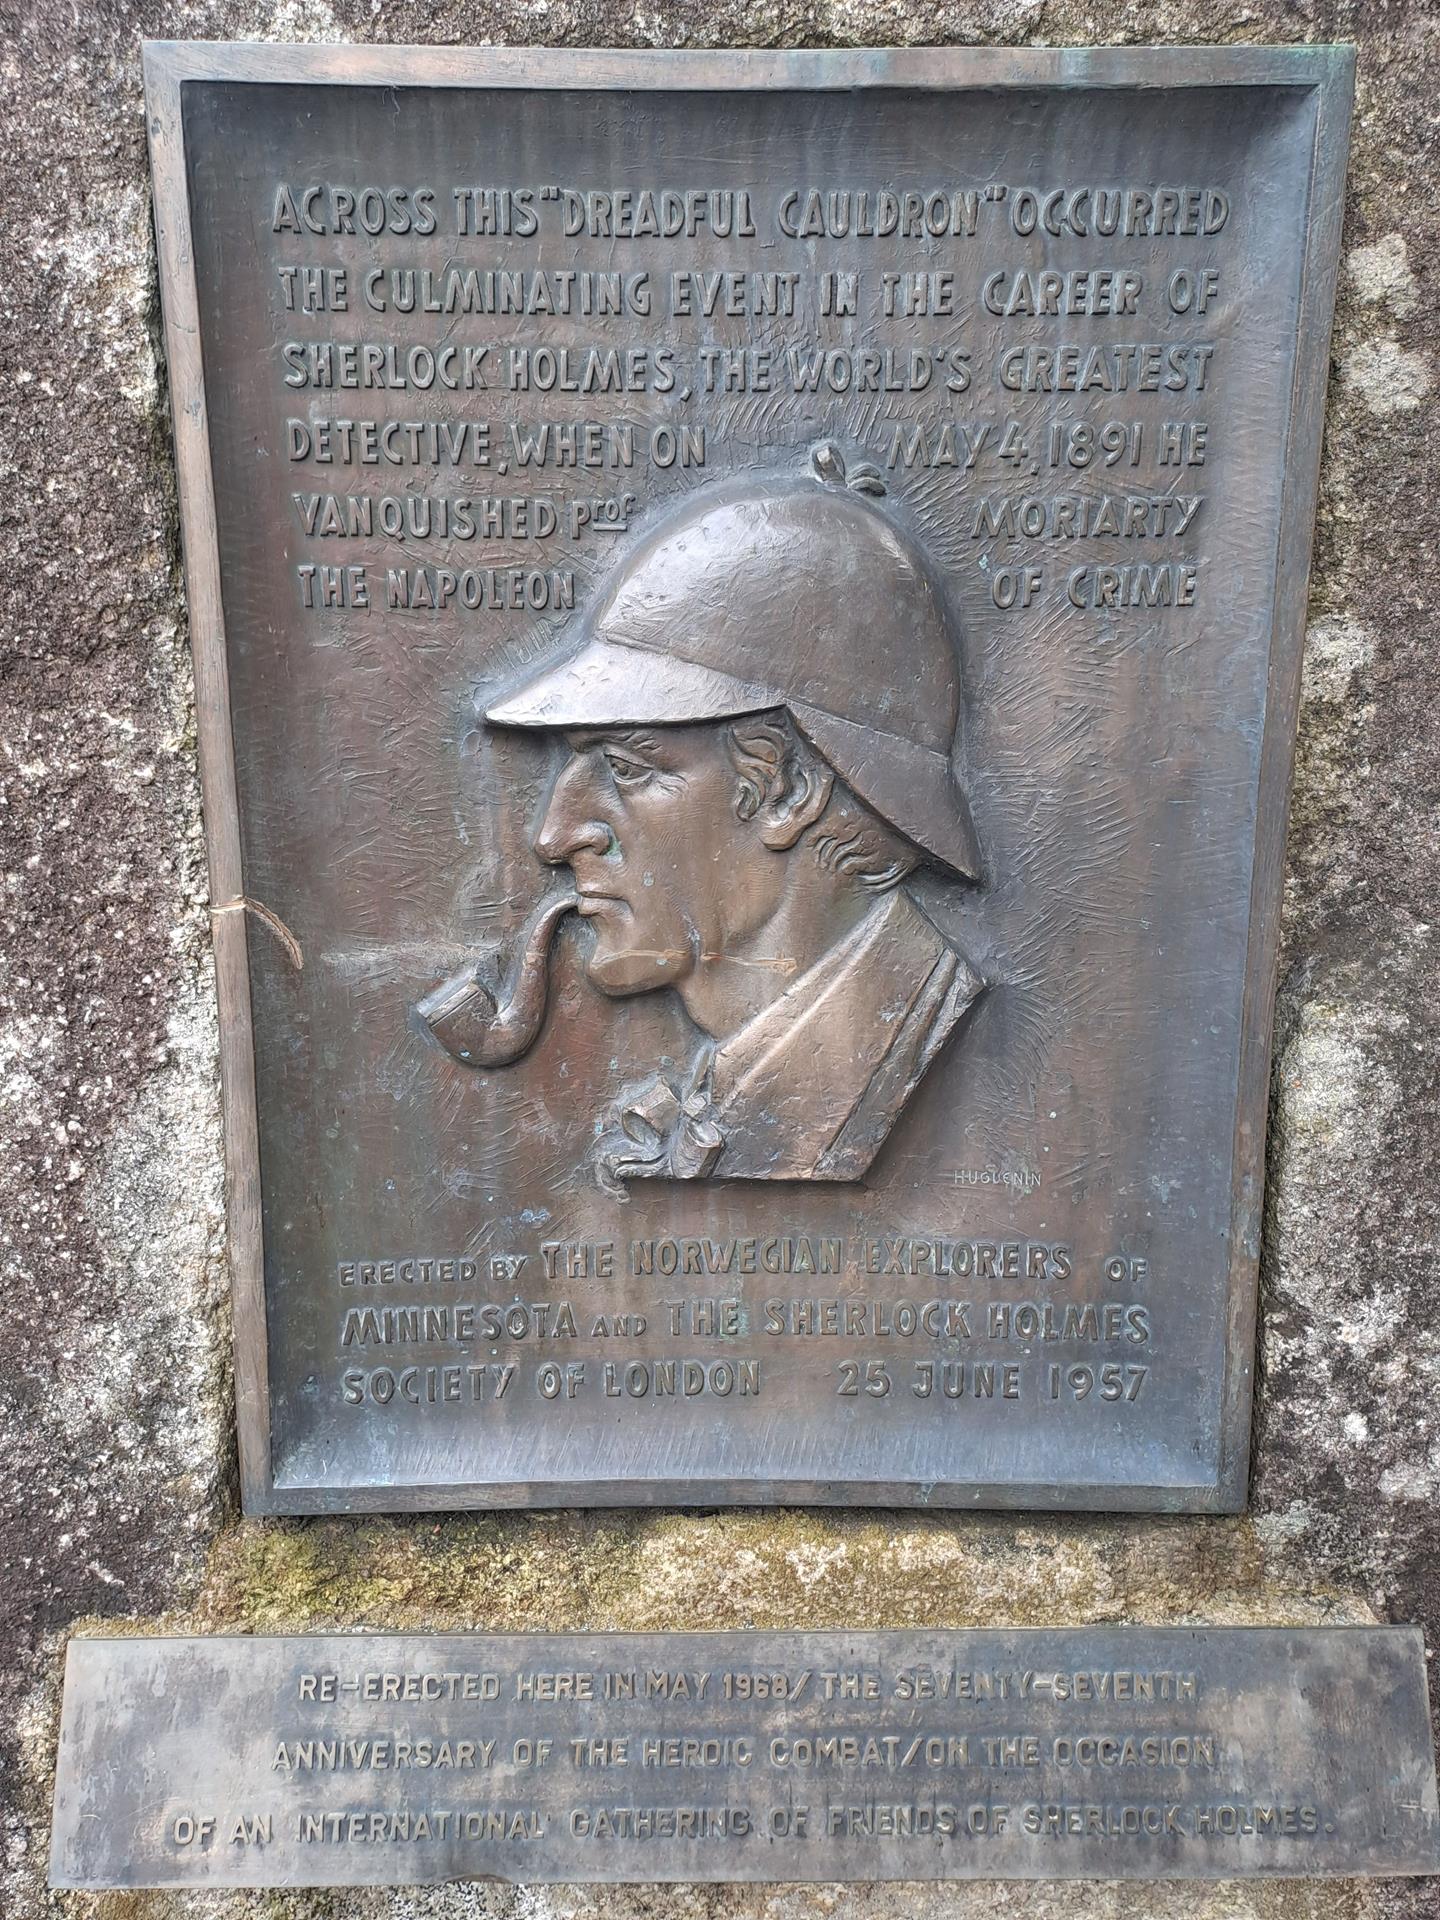 ACROSS THIS "DREADFUL CAULDRON" OCCURRED
THE CULMINATING EVENT IN THE CAREER OF
SHERLOCK HOLMES, THE WORLD'S GREATEST
DETECTIVE, WHEN ON MAY 4, 1891 HE
VANQUISHED Prof MORIARTY
THE NAPOLEON OF CRIME
HUGUENIN
ERECTED BY THE NORWEGIAN EXPLORERS OF
MINNESOTA AND THE SHERLOCK HOLMES
SOCIETY OF LONDON 25 JUNE 1957
RE-ERECTED HERE IN MAY 1968/ THE SEVENTY-SEVENTH
ANNIVERSARY OF THE HEROIC COMBAT/ON THE OCCASION
OF AN INTERNATIONAL GATHERING OF FRIENDS OF SHERLOCK HOLMES.